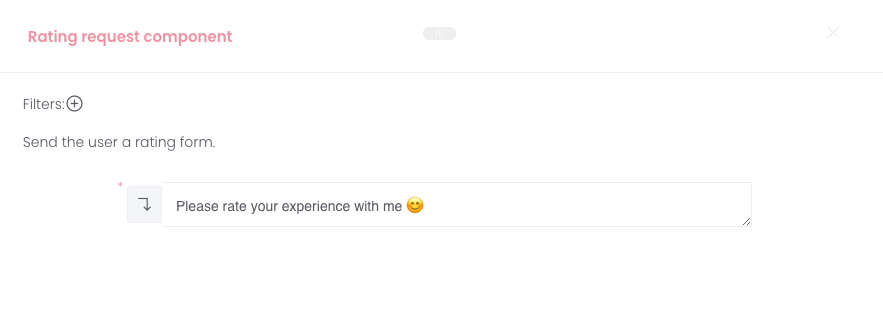 Rating request component
Filters:
Send the user a rating form.
*
Please rate your experience with me 😊